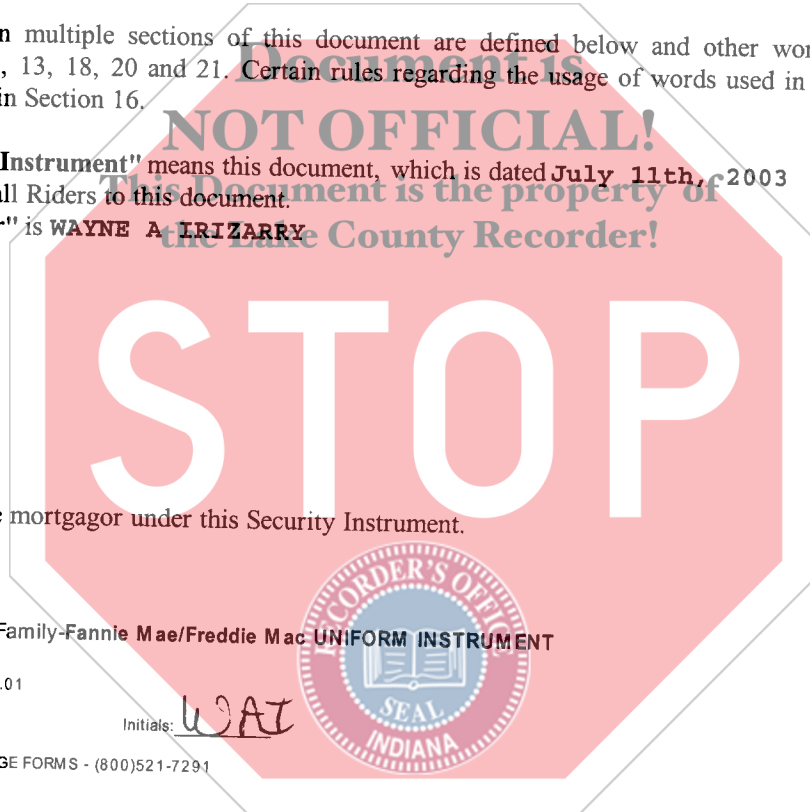 n multiple sections of this document are defined below and other wor
, 13, 18, 20 and 21. Certain rules regarding the usage of words used in
in Section 16.
Document is
NOT OFFICIAL!
This Document is the property of
the Lake County Recorder!
Instrument" means this document, which is dated July 11th, 2003
all Riders to this document.
r" is WAYNE A IRIZARRY
STOP
e mortgagor under this Security Instrument.
RECORDER'S OFFICE
SEAL
INDIANA
Family-Fannie Mae/Freddie Mac UNIFORM INSTRUMENT
.01
Initials: WAI
GE FORMS - (800)521-7291